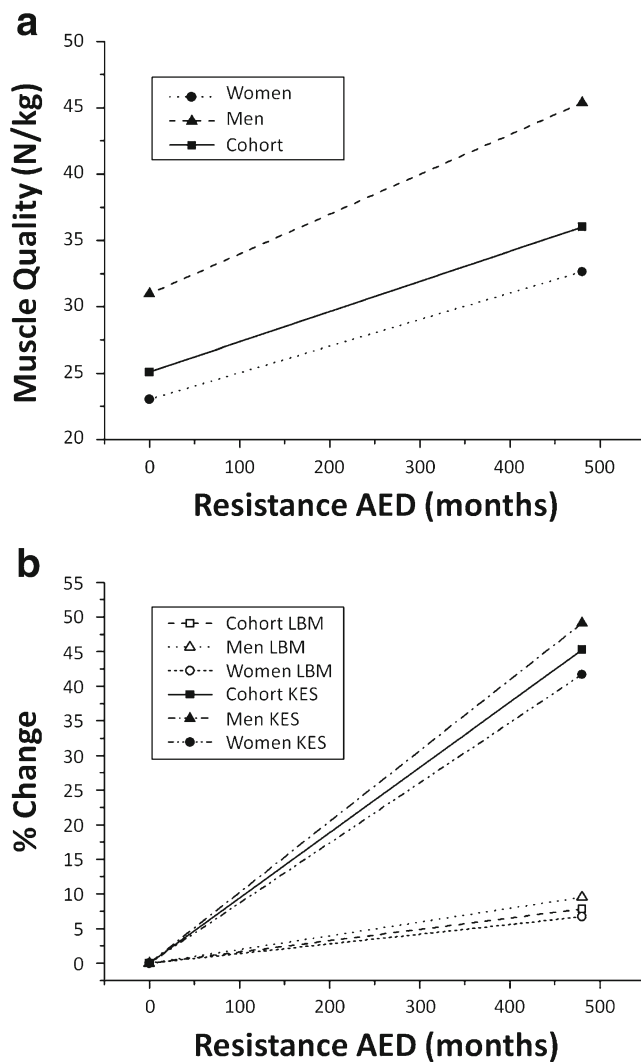 a
50
45
40
35
30
25
20
Muscle Quality (N/kg)
Women
Men
Cohort
0 100 200 300 400 500
Resistance AED (months)
b
55
50
45
40
35
30
25
20
15
10
5
0
% Change
Cohort LBM
Men LBM
Women LBM
Cohort KES
Men KES
Women KES
0 100 200 300 400 500
Resistance AED (months)